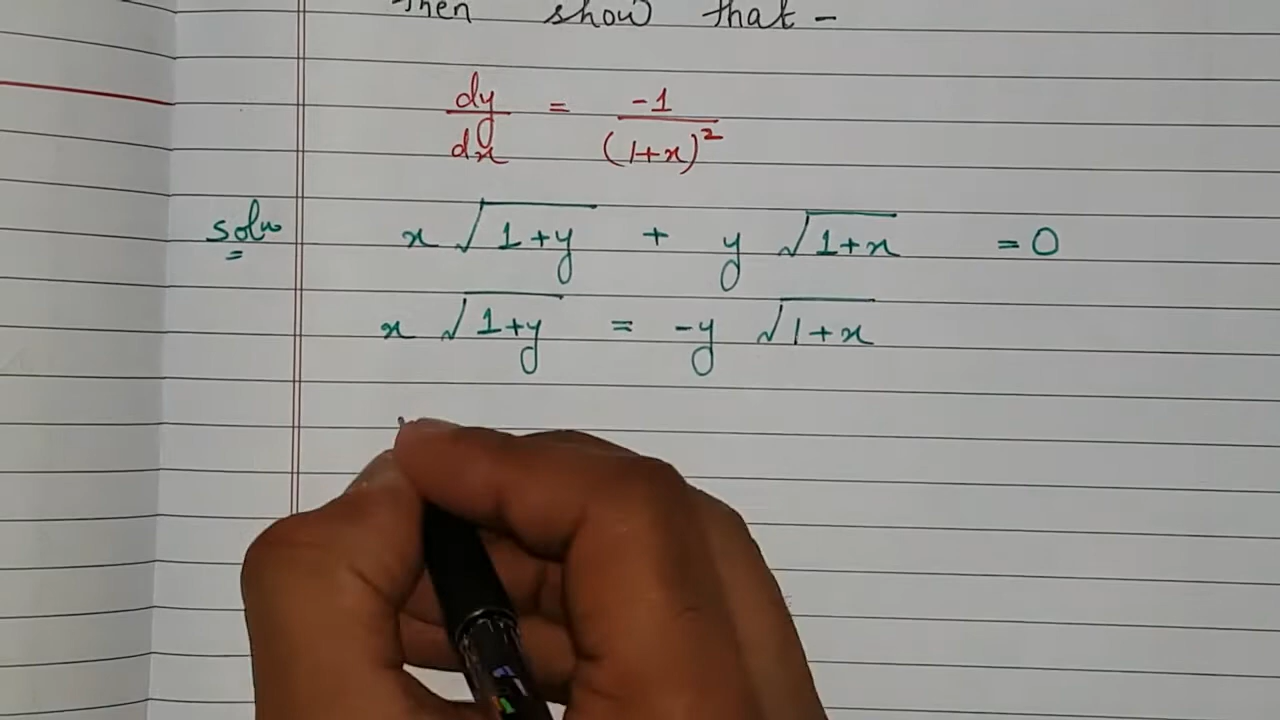 Then show that -
dy/dx = -1/(1+x)²
soln x √1+y + y √1+x = 0
x √1+y = -y √1+x